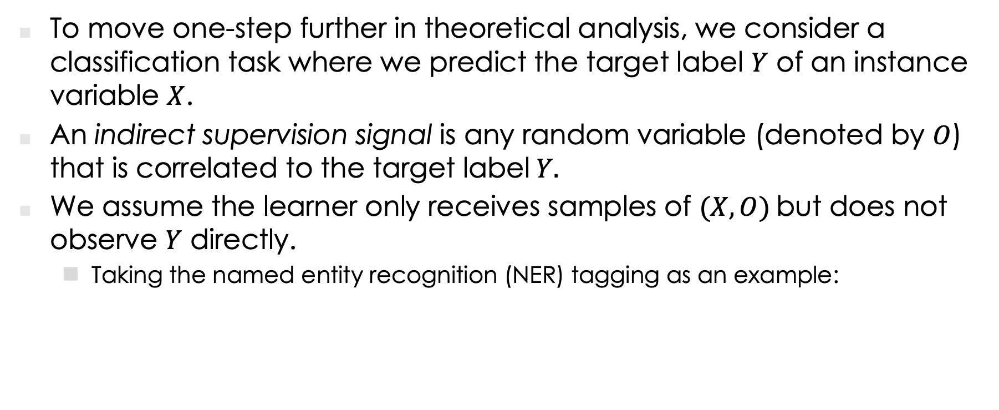 To move one-step further in theoretical analysis, we consider a
classification task where we predict the target label Y of an instance
variable X.
An indirect supervision signal is any random variable (denoted by O)
that is correlated to the target label Y.
We assume the learner only receives samples of (X, O) but does not
observe Y directly.
Taking the named entity recognition (NER) tagging as an example: